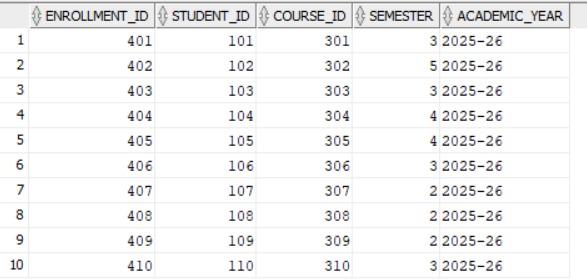 ENROLLMENT_ID STUDENT_ID COURSE_ID SEMESTER ACADEMIC_YEAR
1 401 101 301 3 2025-26
2 402 102 302 5 2025-26
3 403 103 303 3 2025-26
4 404 104 304 4 2025-26
5 405 105 305 4 2025-26
6 406 106 306 3 2025-26
7 407 107 307 2 2025-26
8 408 108 308 2 2025-26
9 409 109 309 2 2025-26
10 410 110 310 3 2025-26